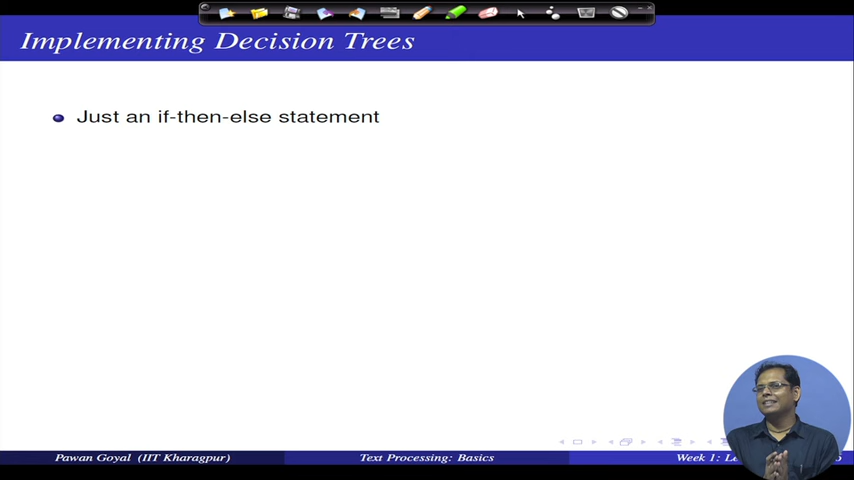 Implementing Decision Trees
Just an if-then-else statement
Pawan Goyal (IIT Kharagpur)
Text Processing: Basics
Week 1: